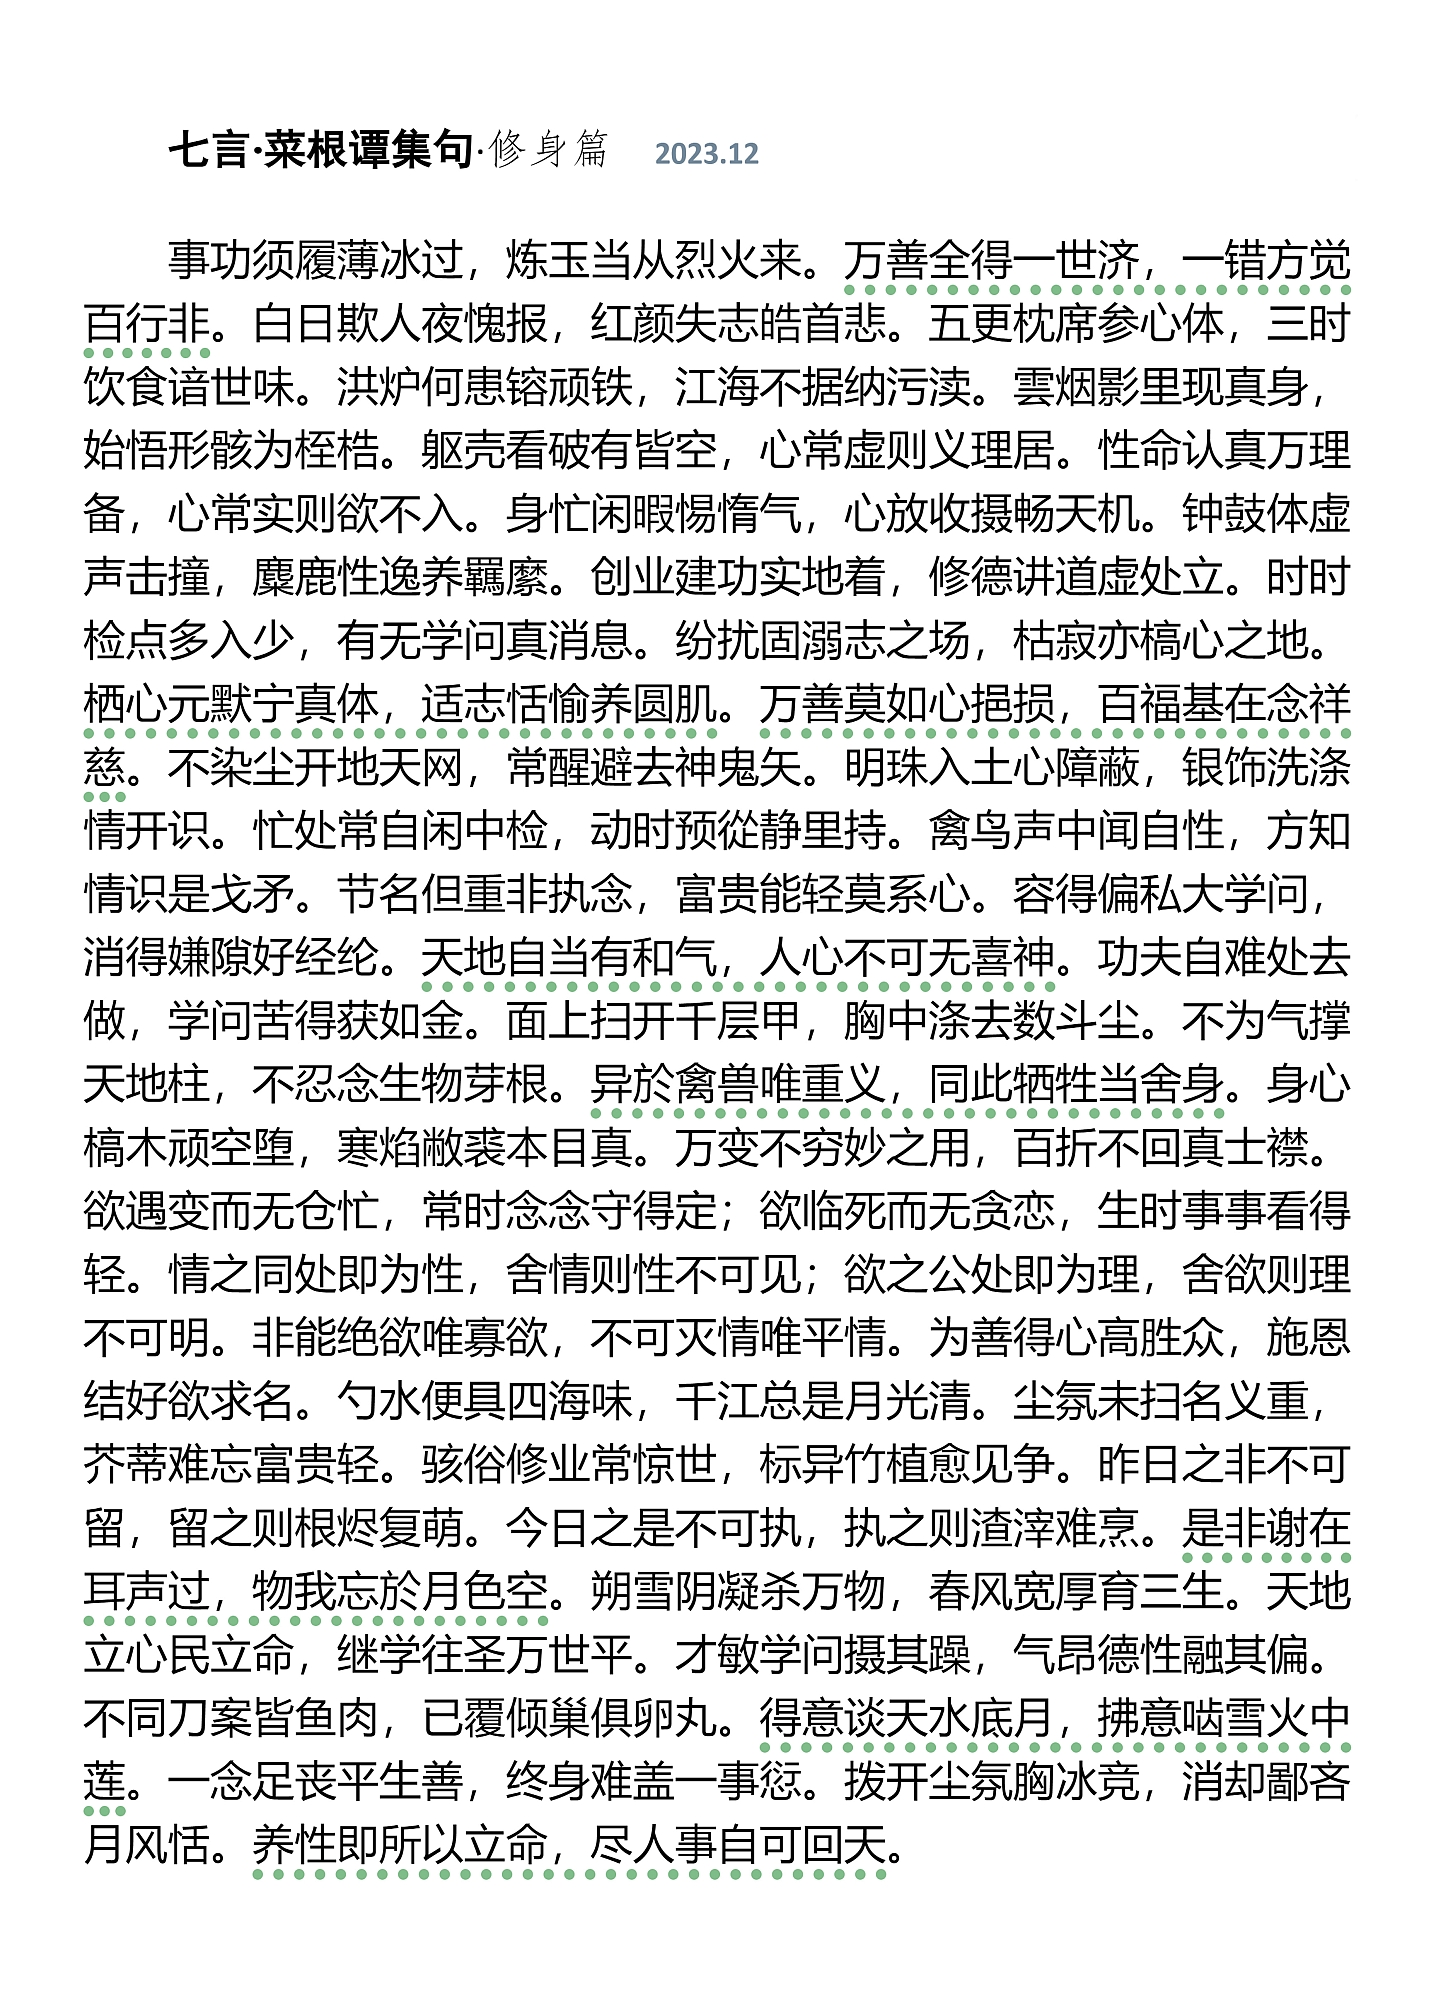 七言·菜根谭集句·修身篇 2023.12
事功须履薄冰过，炼玉当从烈火来。万善全得一世济，一错方觉
百行非。白日欺人夜愧报，红颜失志皓首悲。五更枕席参心体，三时
饮食谙世味。洪炉何患镕顽铁，江海不据纳污渎。雲烟影里现真身，
始悟形骸为桎梏。躯壳看破有皆空，心常虚则义理居。性命认真万理
备，心常实则欲不入。身忙闲暇惕惰气，心放收摄畅天机。钟鼓体虚
声击撞，麋鹿性逸养羁縻。创业建功实地着，修德讲道虚处立。时时
检点多入少，有无学问真消息。纷扰固溺志之场，枯寂亦槁心之地。
栖心元默宁真体，适志恬愉养圆肌。万善莫如心挹损，百福基在念祥
慈。不染尘开地天网，常醒避去神鬼矢。明珠入土心障蔽，银饰洗涤
情开识。忙处常自闲中检，动时预從静里持。禽鸟声中闻自性，方知
情识是戈矛。节名但重非执念，富贵能轻莫系心。容得偏私大学问，
消得嫌隙好经纶。天地自当有和气，人心不可无喜神。功夫自难处去
做，学问苦得获如金。面上扫开千层甲，胸中涤去数斗尘。不为气撑
天地柱，不忍念生物芽根。异於禽兽唯重义，同此牺牲当舍身。身心
槁木顽空堕，寒焰敝裘本目真。万变不穷妙之用，百折不回真士襟。
欲遇变而无仓忙，常时念念守得定；欲临死而无贪恋，生时事事看得
轻。情之同处即为性，舍情则性不可见；欲之公处即为理，舍欲则理
不可明。非能绝欲唯寡欲，不可灭情唯平情。为善得心高胜众，施恩
结好欲求名。勺水便具四海味，千江总是月光清。尘氛未扫名义重，
芥蒂难忘富贵轻。骇俗修业常惊世，标异竹植愈见争。昨日之非不可
留，留之则根烬复萌。今日之是不可执，执之则渣滓难烹。是非谢在
耳声过，物我忘於月色空。朔雪阴凝杀万物，春风宽厚育三生。天地
立心民立命，继学往圣万世平。才敏学问摄其躁，气昂德性融其偏。
不同刀案皆鱼肉，已覆倾巢俱卵丸。得意谈天水底月，拂意啮雪火中
莲。一念足丧平生善，终身难盖一事愆。拨开尘氛胸冰竞，消却鄙吝
月风恬。养性即所以立命，尽人事自可回天。